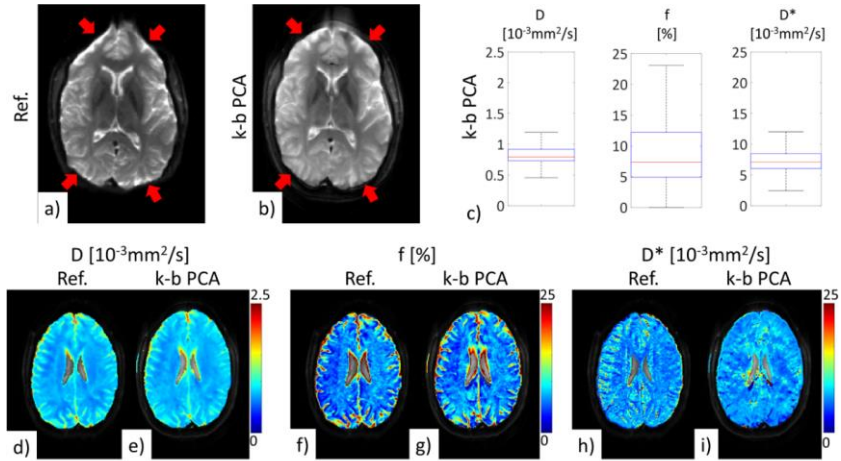 Ref.
a)
k-b PCA
b)
k-b PCA
c)
D
[10-3mm2/s]
2.5
2
1.5
1
0.5
0
f
[%]
25
20
15
10
5
0
D*
[10-3mm2/s]
25
20
15
10
5
0
D [10-3mm2/s]
Ref. k-b PCA
d)
e)
2.5
0
f [%]
Ref. k-b PCA
f)
g)
25
0
D* [10-3mm2/s]
Ref. k-b PCA
h)
i)
25
0